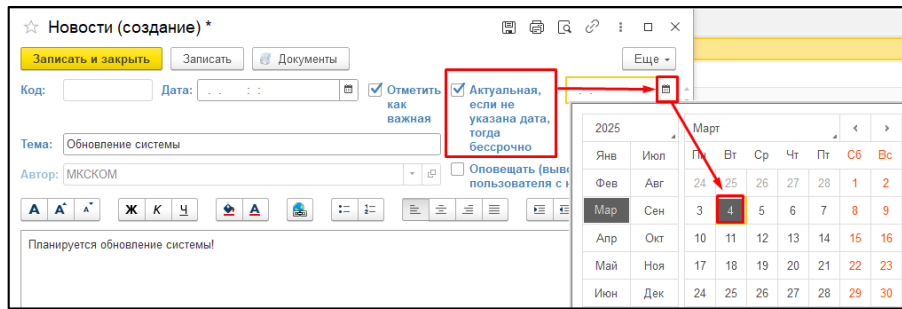 Новости (создание) *
Записать и закрыть Записать Документы Еще
Код: Дата: . . : : Отметить как важная Актуальная, если не указана дата, тогда бессрочно . .
Тема: Обновление системы
Автор: МКСКОМ Оповещать
пользователя с
A A A Ж К Ч A A
Планируется обновление системы!
2025 Март < >
Янв Июл Пн Вт Ср Чт Пт Сб Вс
Фев Авг 24 25 26 27 28 1 2
Мар Сен 3 4 5 6 7 8 9
Апр Окт 10 11 12 13 14 15 16
Май Ноя 17 18 19 20 21 22 23
Июн Дек 24 25 26 27 28 29 30